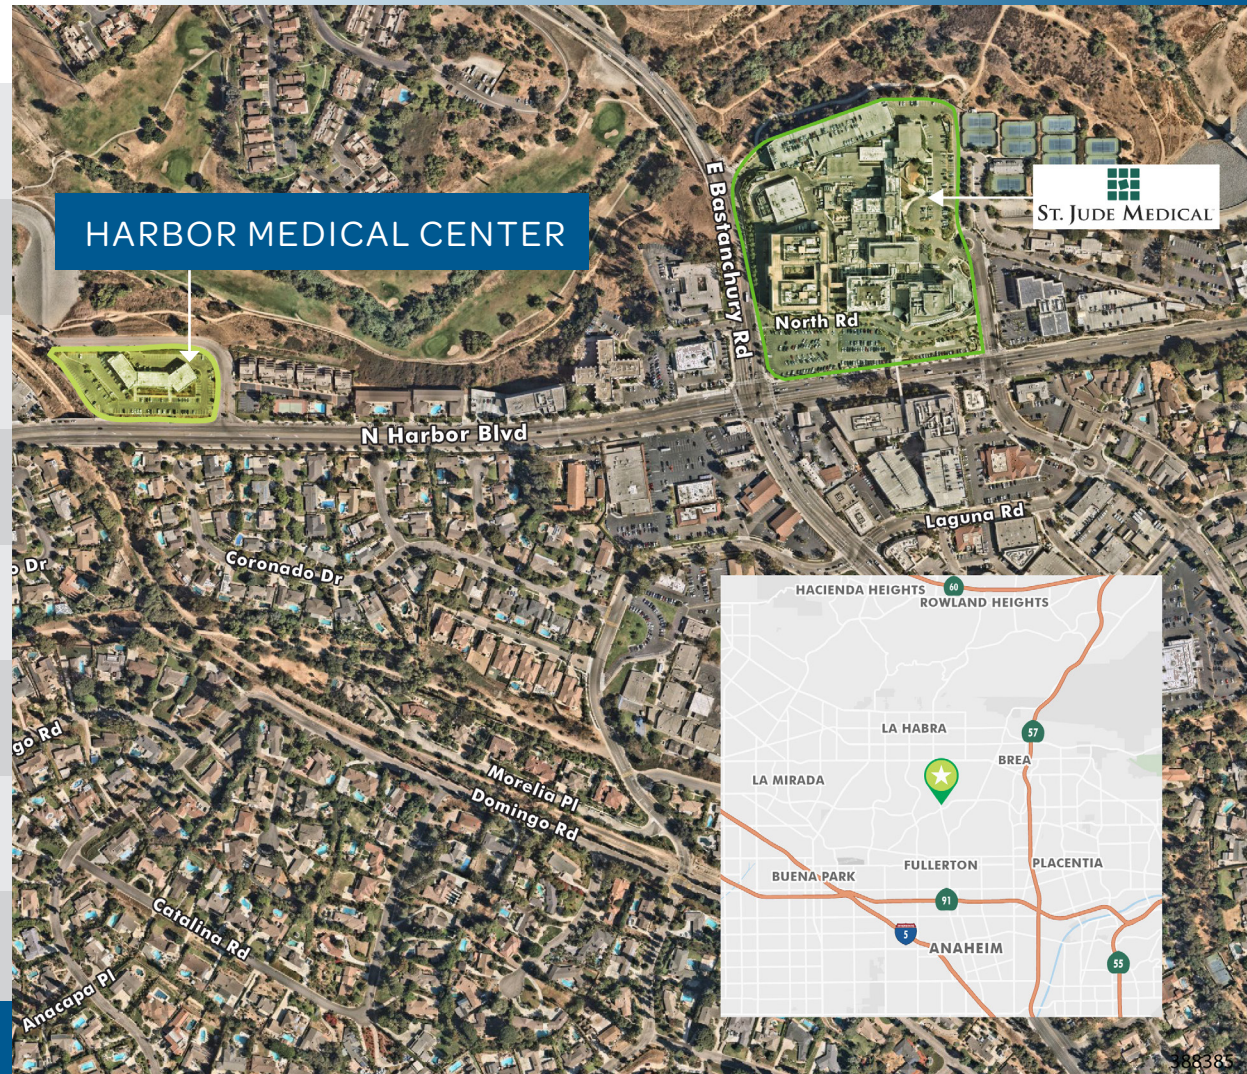 E Bastanchury Rd
ST. JUDE MEDICAL
HARBOR MEDICAL CENTER
North Rd
N Harbor Blvd
Laguna Rd
o Dr
Coronado Dr
HACIENDA HEIGHTS
60
ROWLAND HEIGHTS
go Rd
LA HABRA
57
BREA
LA MIRADA
Morelia Pl
Domingo Rd
FULLERTON
PLACENTIA
BUENA PARK
91
Catalina Rd
5
ANAHEIM
55
Anacapa Pl
388385